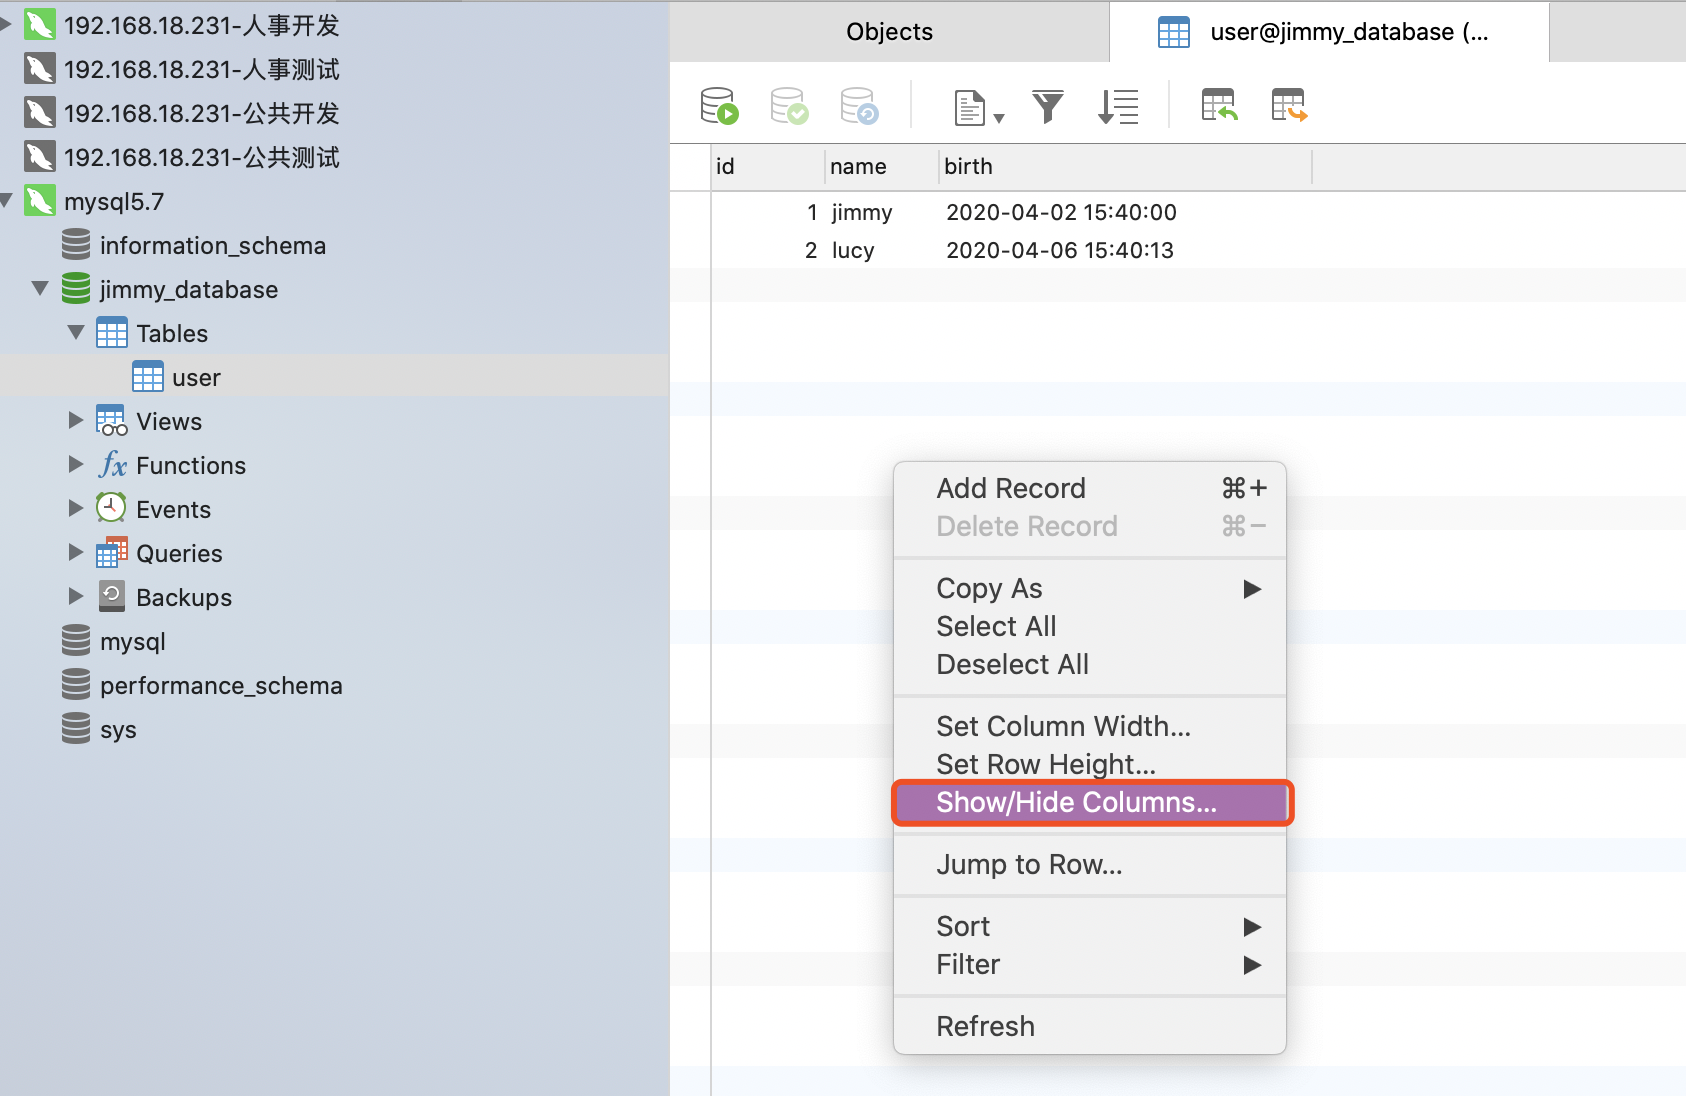 192.168.18.231-人事开发
192.168.18.231-人事测试
192.168.18.231-公共开发
192.168.18.231-公共测试
mysql5.7
information_schema
jimmy_database
Tables
user
Views
fx Functions
Events
Queries
Backups
mysql
performance_schema
sys
Objects
user@jimmy_database (...
id name birth
1 jimmy 2020-04-02 15:40:00
2 lucy 2020-04-06 15:40:13
Add Record ⌘+
Delete Record ⌘−
Copy As
Select All
Deselect All
Set Column Width...
Set Row Height...
Show/Hide Columns...
Jump to Row...
Sort
Filter
Refresh